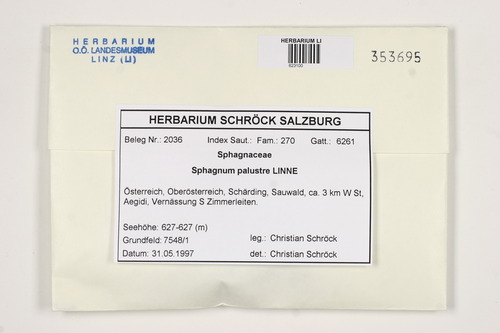 HERBARIUM
O.Ö. LANDESMUSEUM
LINZ (LI)
HERBARIUM LI
353695
HERBARIUM SCHRÖCK SALZBURG
Beleg Nr.: 2036 Index Saut.: Fam.: 270 Gatt.: 6261
Sphagnaceae
Sphagnum palustre LINNE
Österreich, Oberösterreich, Schärding, Sauwald, ca. 3 km W St,
Aegidi, Vernässung S Zimmerleiten.
Seehöhe: 627-627 (m)
Grundfeld: 7548/1 leg.: Christian Schröck
Datum: 31.05.1997 det.: Christian Schröck